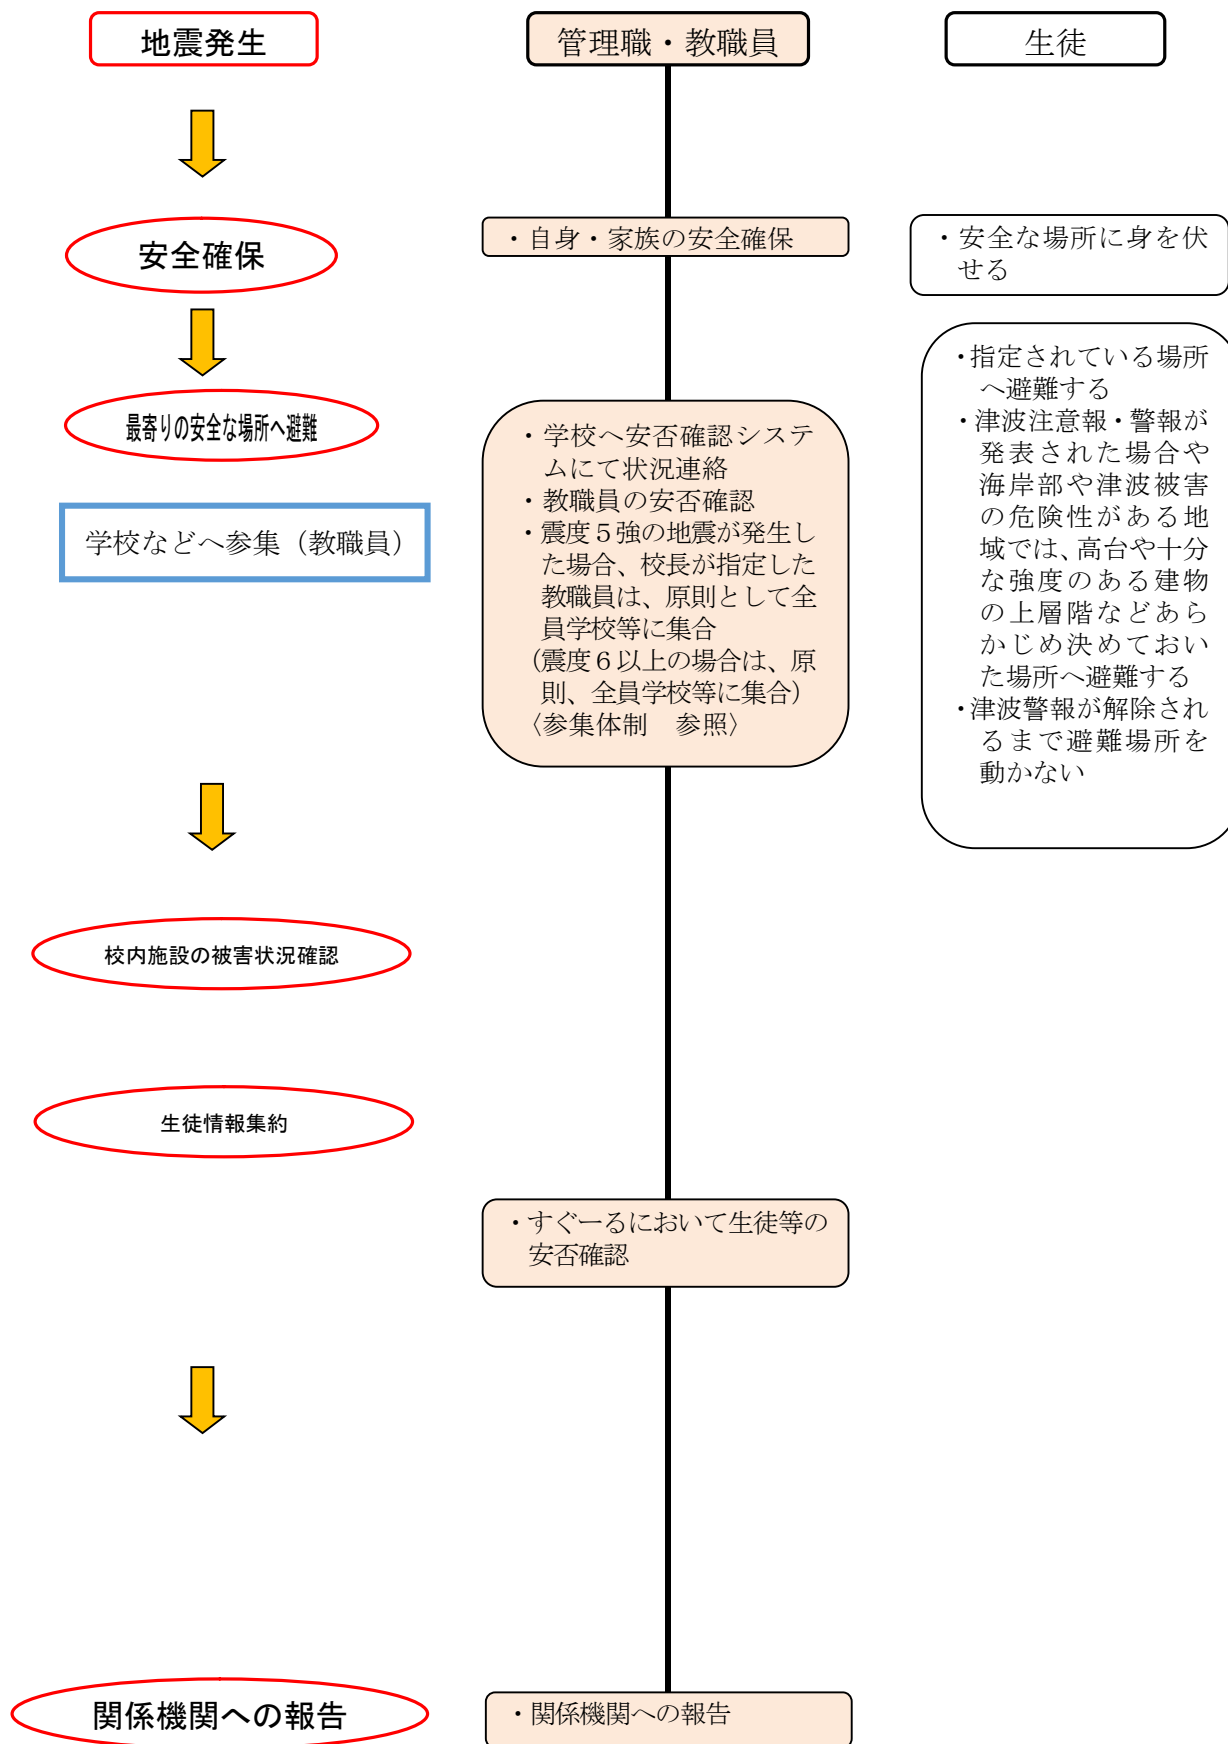 地震発生
管理職・教職員
生徒
安全確保
・自身・家族の安全確保
・安全な場所に身を伏
せる
最寄りの安全な場所へ避難
学校などへ参集（教職員）
・学校へ安否確認システ
ムにて状況連絡
・教職員の安否確認
・震度５強の地震が発生し
た場合、校長が指定した
教職員は、原則として全
員学校等に集合
（震度６以上の場合は、原
則、全員学校等に集合）
〈参集体制　参照〉
・指定されている場所
へ避難する
・津波注意報・警報が
発表された場合や
海岸部や津波被害
の危険性がある地
域では、高台や十分
な強度のある建物
の上層階などあら
かじめ決めておい
た場所へ避難する
・津波警報が解除され
るまで避難場所を
動かない
校内施設の被害状況確認
生徒情報集約
・すぐーるにおいて生徒等の
安否確認
関係機関への報告
・関係機関への報告